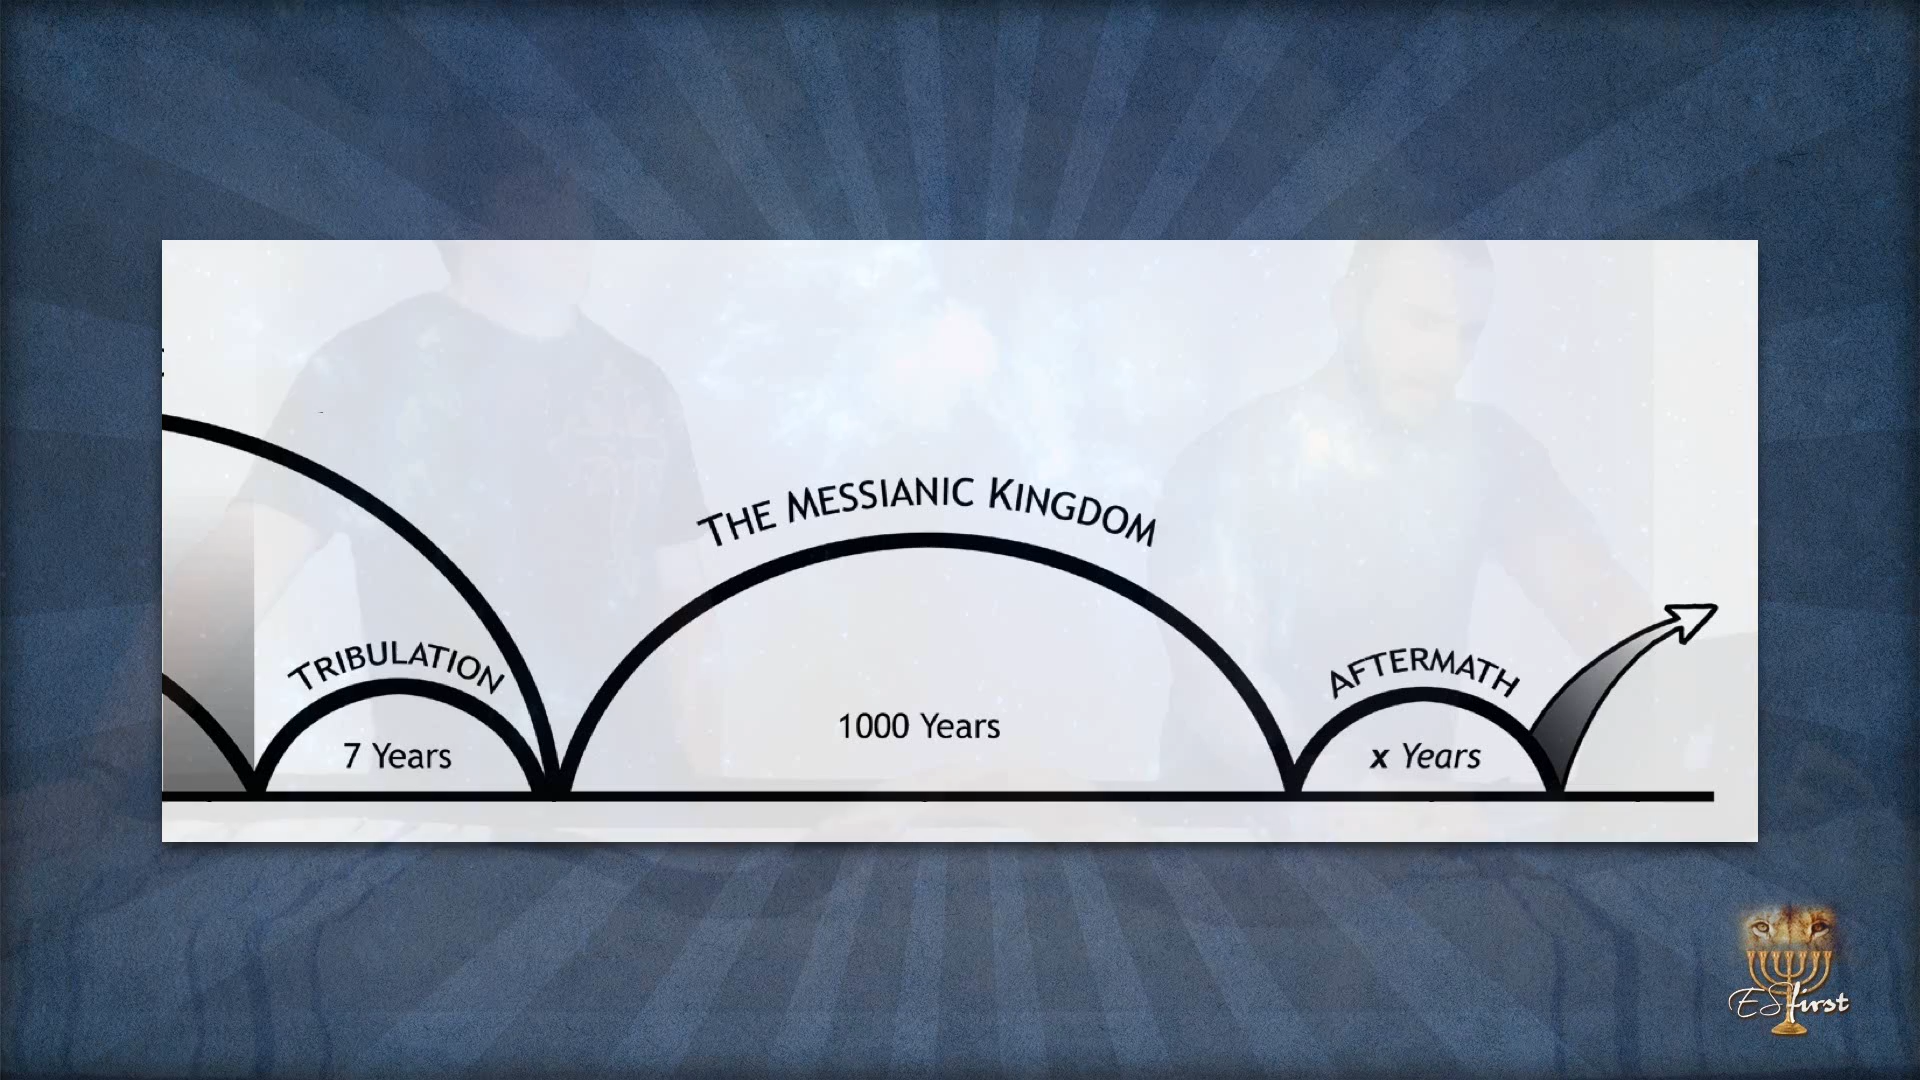 THE MESSIANIC KINGDOM
TRIBULATION
AFTERMATH
1000 Years
7 Years
x Years
ESfirst